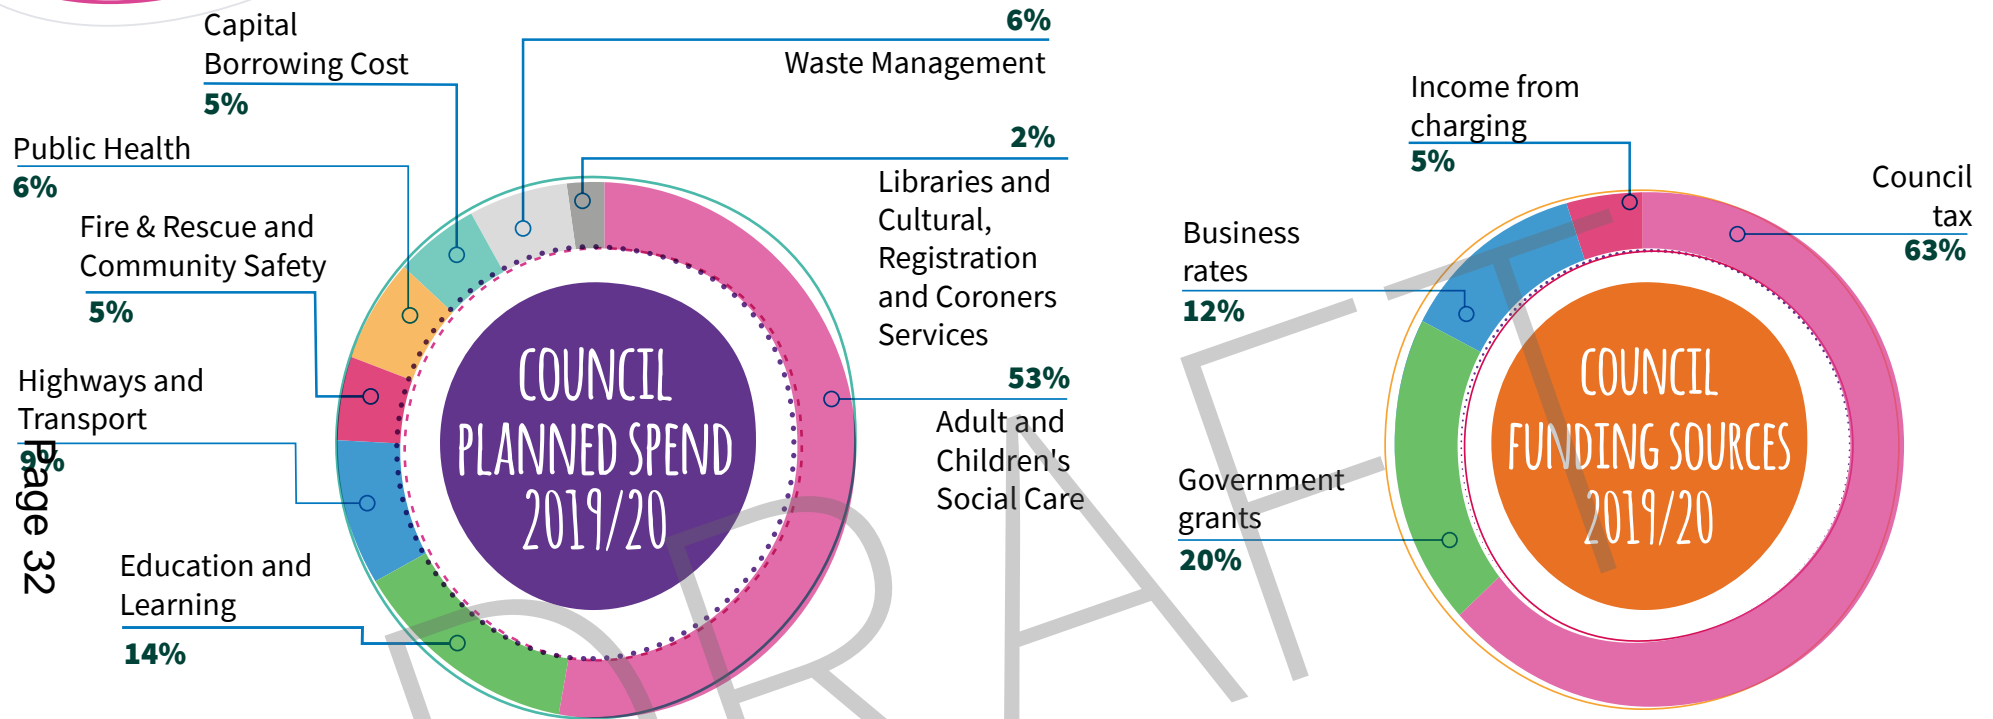 Capital
Borrowing Cost
5%
6%
Waste Management
Public Health
6%
2%
Libraries and
Cultural,
Registration
and Coroners
Services
Fire & Rescue and
Community Safety
5%
53%
Adult and
Children's
Social Care
Highways and
Transport
9%
Education and
Learning
14%
COUNCIL
PLANNED SPEND
2019/20
Page 32
Income from
charging
5%
Council
tax
63%
Business
rates
12%
Government
grants
20%
COUNCIL
FUNDING SOURCES
2019/20
DRAFT